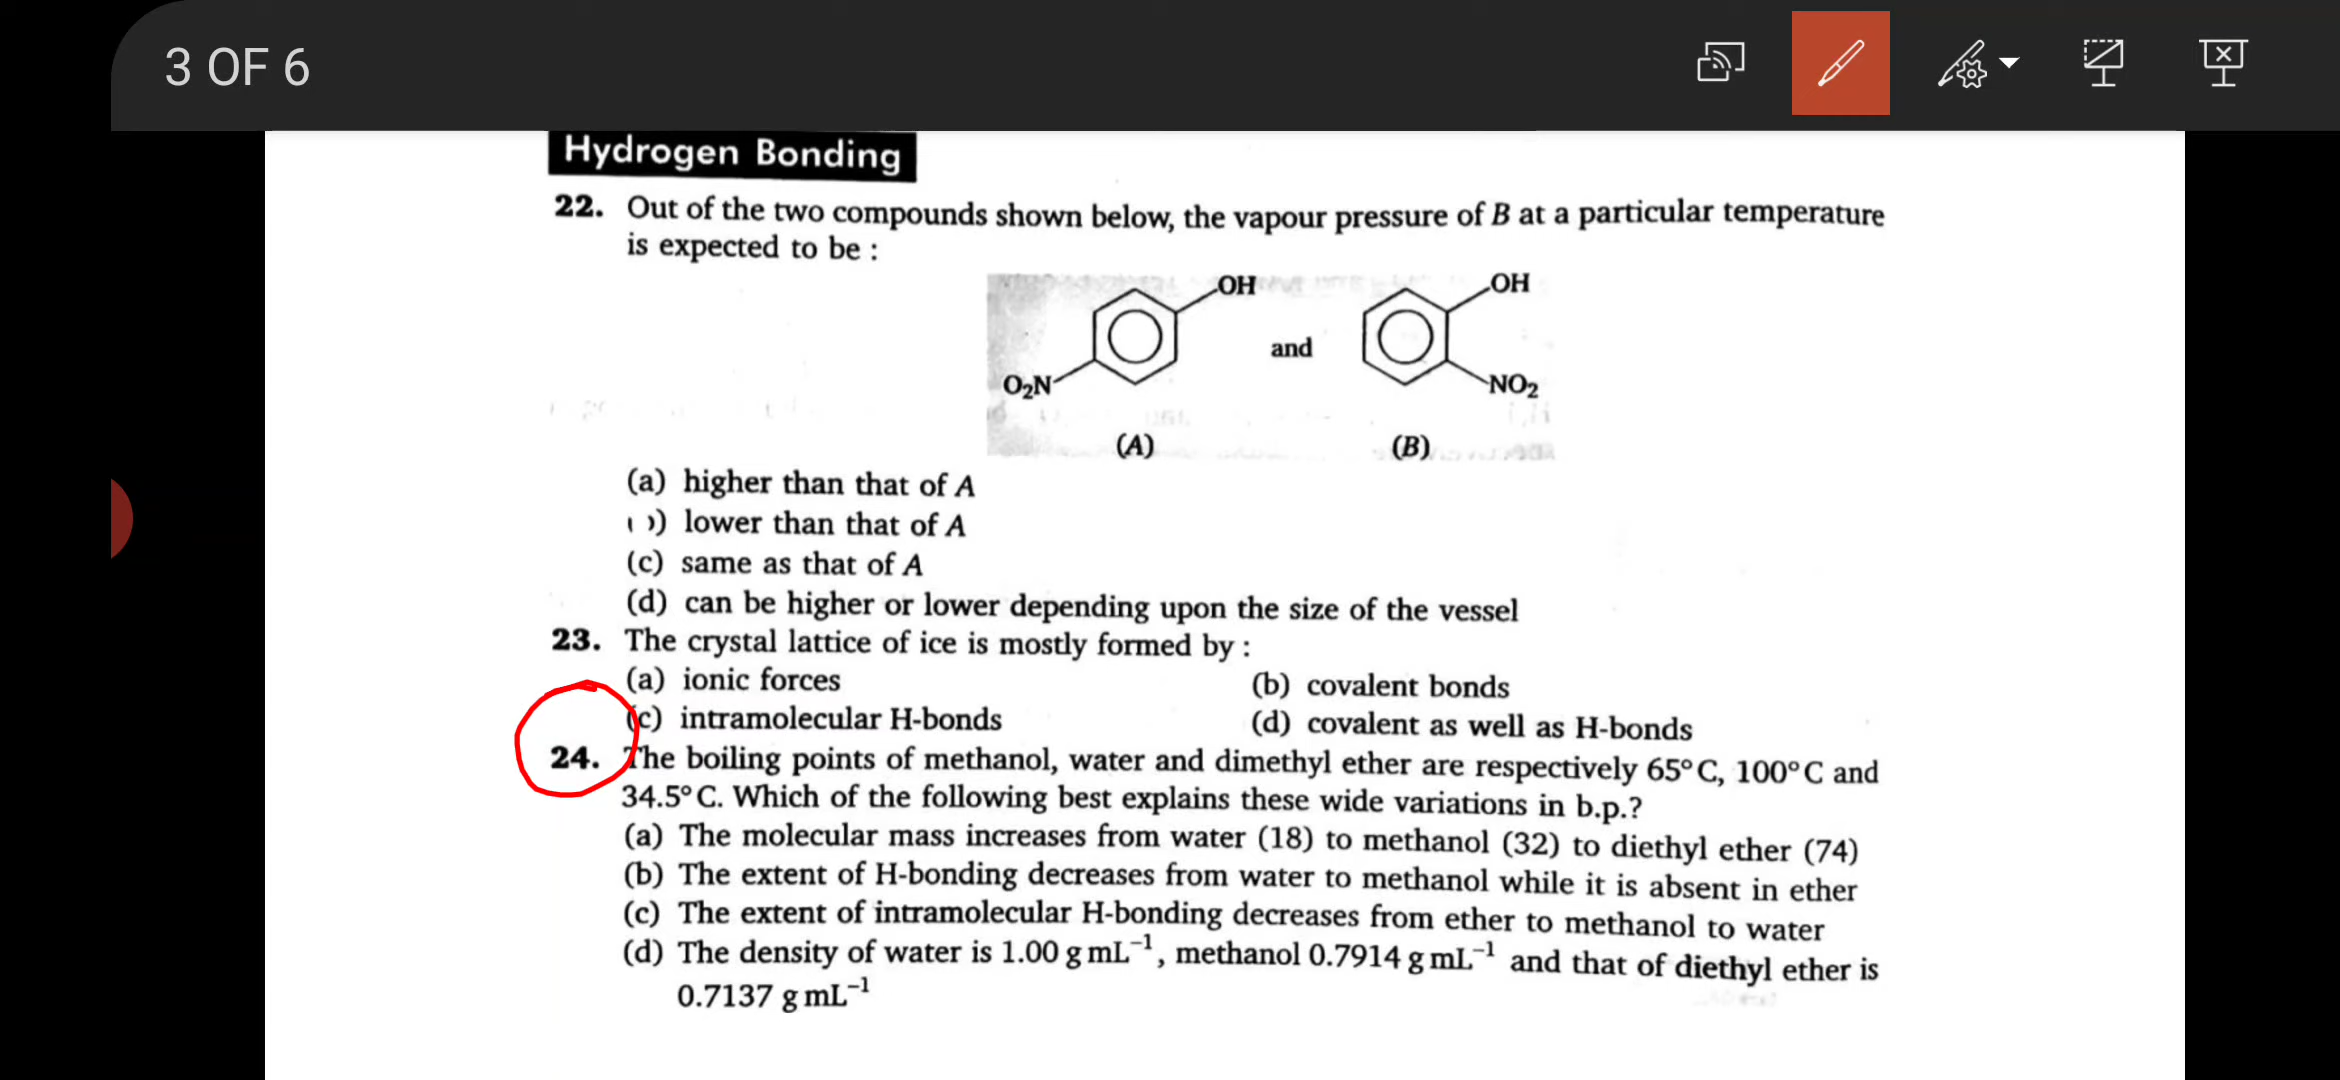 3 OF 6
Hydrogen Bonding
22. Out of the two compounds shown below, the vapour pressure of B at a particular temperature
is expected to be :
OH
OH
and
O₂N
NO₂
(A)
(B)
(a) higher than that of A
) lower than that of A
(c) same as that of A
(d) can be higher or lower depending upon the size of the vessel
23. The crystal lattice of ice is mostly formed by :
(a) ionic forces (b) covalent bonds
(c) intramolecular H-bonds (d) covalent as well as H-bonds
24. The boiling points of methanol, water and dimethyl ether are respectively 65°C, 100°C and
34.5°C. Which of the following best explains these wide variations in b.p.?
(a) The molecular mass increases from water (18) to methanol (32) to diethyl ether (74)
(b) The extent of H-bonding decreases from water to methanol while it is absent in ether
(c) The extent of intramolecular H-bonding decreases from ether to methanol to water
(d) The density of water is 1.00 g mL⁻¹, methanol 0.7914 g mL⁻¹ and that of diethyl ether is
0.7137 g mL⁻¹